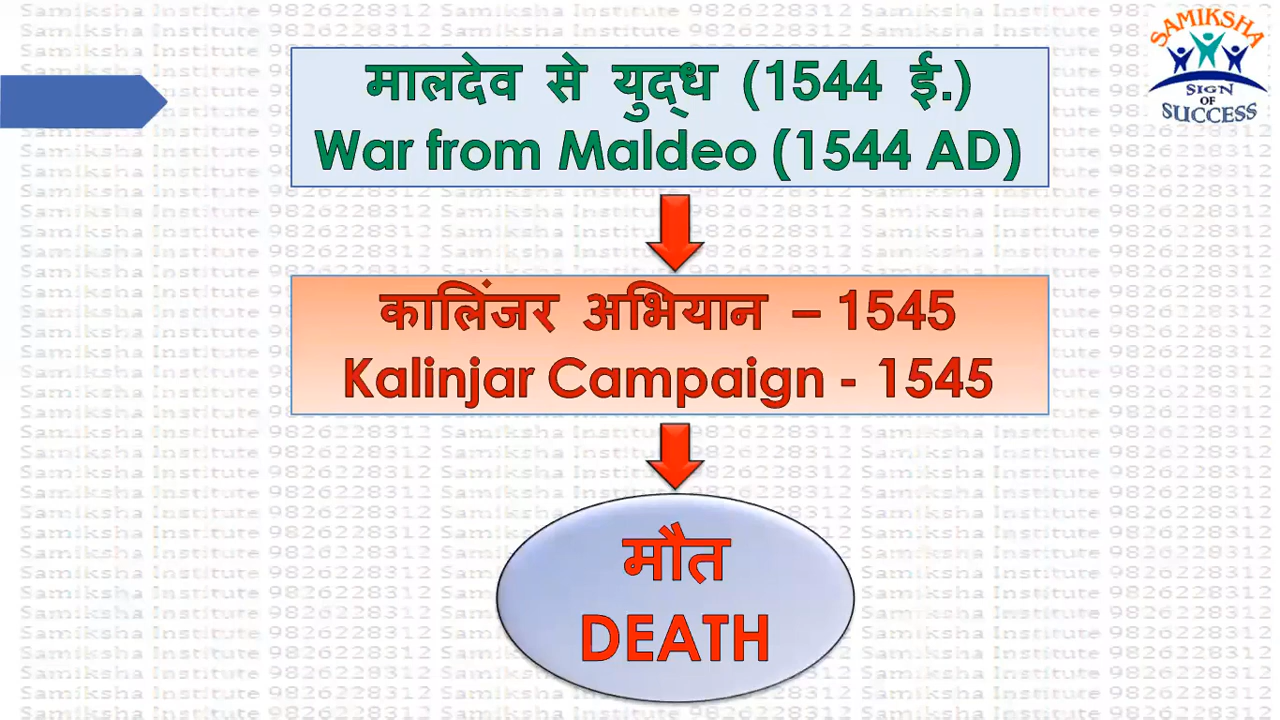 SAMIKSHA
SIGN
OF
SUCCESS
मालदेव से युद्ध (1544 ई.)
War from Maldeo (1544 AD)
कालिंजर अभियान – 1545
Kalinjar Campaign - 1545
मौत
DEATH
Samiksha Institute 9826228312